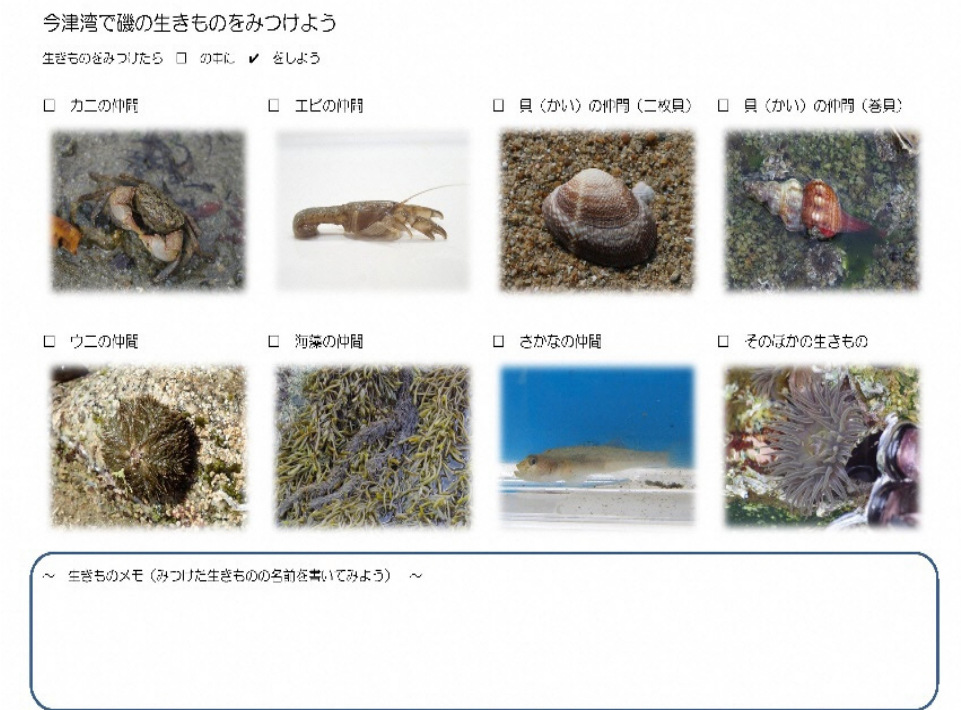 今津湾で磯の生きものをみつけよう
生きものをみつけたら □ の中に ✔ をしよう
□ カニの仲間
□ エビの仲間
□ 貝（かい）の仲間（二枚貝）
□ 貝（かい）の仲間（巻貝）
□ ウニの仲間
□ 海藻の仲間
□ さかなの仲間
□ そのほかの生きもの
～ 生きものメモ（みつけた生きものの名前を書いてみよう） ～